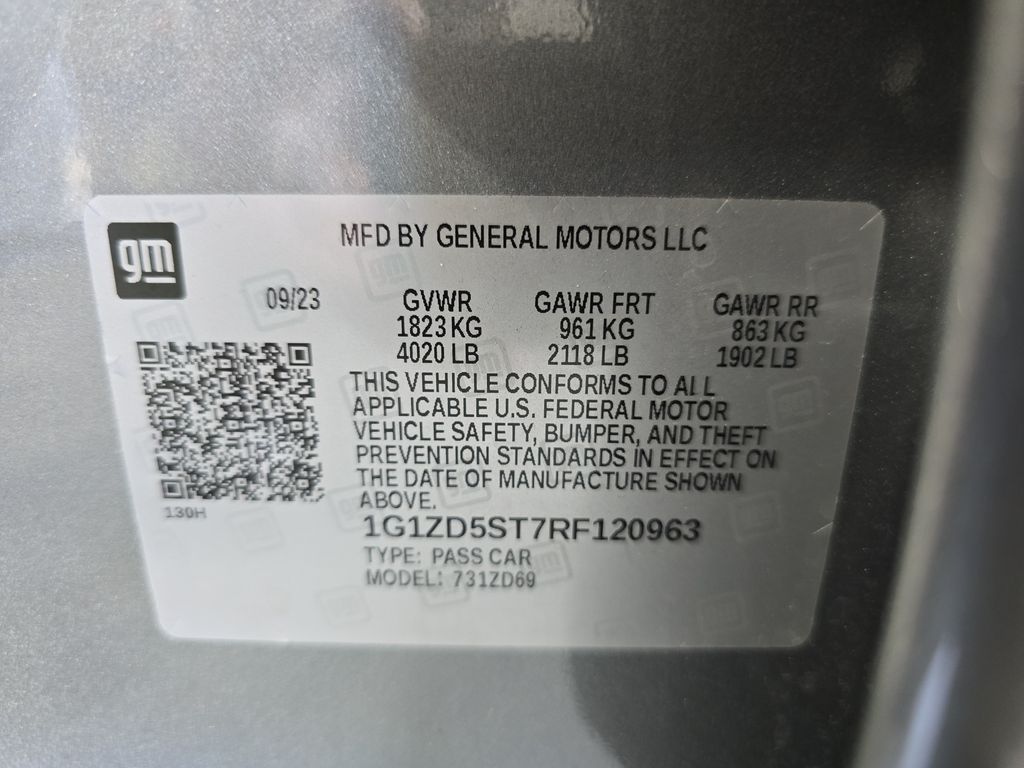 gm
MFD BY GENERAL MOTORS LLC
09/23 GVWR GAWR FRT GAWR RR
1823 KG 961 KG 863 KG
4020 LB 2118 LB 1902 LB
THIS VEHICLE CONFORMS TO ALL
APPLICABLE U.S. FEDERAL MOTOR
VEHICLE SAFETY, BUMPER, AND THEFT
PREVENTION STANDARDS IN EFFECT ON
THE DATE OF MANUFACTURE SHOWN
ABOVE.
130H
1G1ZD5ST7RF120963
TYPE: PASS CAR
MODEL: 731ZD69